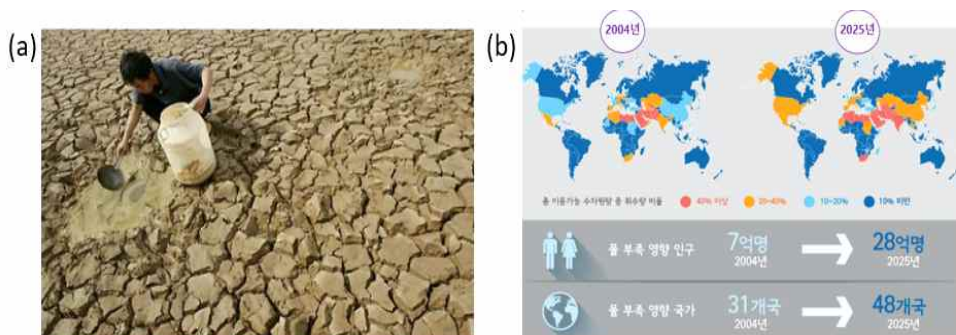 (a)
(b)
2004년
2025년
총 이용가능 수자원량 중 취수량 비율
40% 이상
20~40%
10~20%
10% 미만
물 부족 영향 인구
7억명
2004년
28억명
2025년
물 부족 영향 국가
31개국
2004년
48개국
2025년